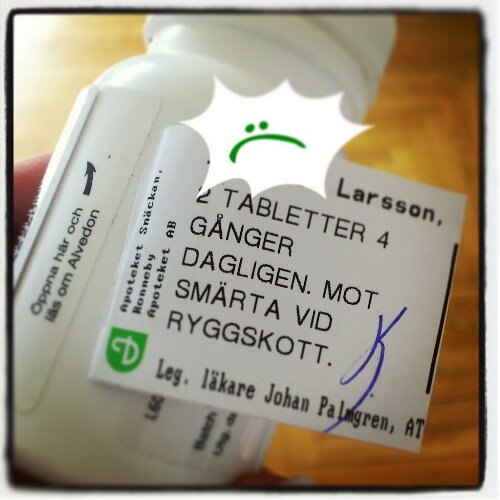 Larsson,
2 TABLETTER 4
GÅNGER
DAGLIGEN. MOT
SMÄRTA VID
RYGGSKOTT.
Leg. läkare Johan Palmgren, AT
Apoteket Snäckan,
Ronneby
Apoteket AB
Öppna här och
läs om Alvedon
Batch